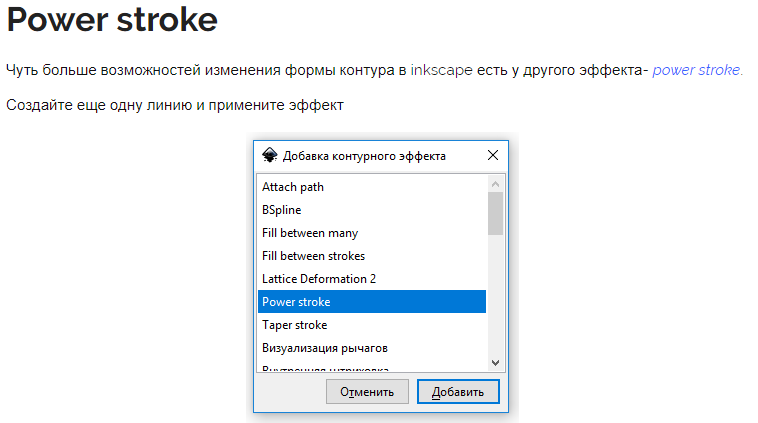 Power stroke
Чуть больше возможностей изменения формы контура в inkscape есть у другого эффекта- power stroke.
Создайте еще одну линию и примените эффект
Добавка контурного эффекта
Attach path
BSpline
Fill between many
Fill between strokes
Lattice Deformation 2
Power stroke
Taper stroke
Визуализация рычагов
Внутренняя штриховка
Отменить
Добавить